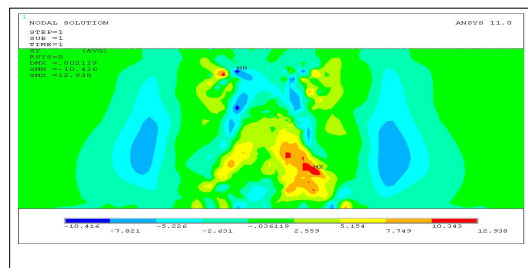 1
NODAL SOLUTION
ANSYS 11.0
STEP=1
SUB =1
TIME=1
SY (AVG)
RSYS=0
DMX =.002119
SMN =-10.416
SMX =12.938
MN
MX
-10.416 -5.226 -.036119 5.154 10.343
-7.821 -2.631 2.559 7.749 12.938